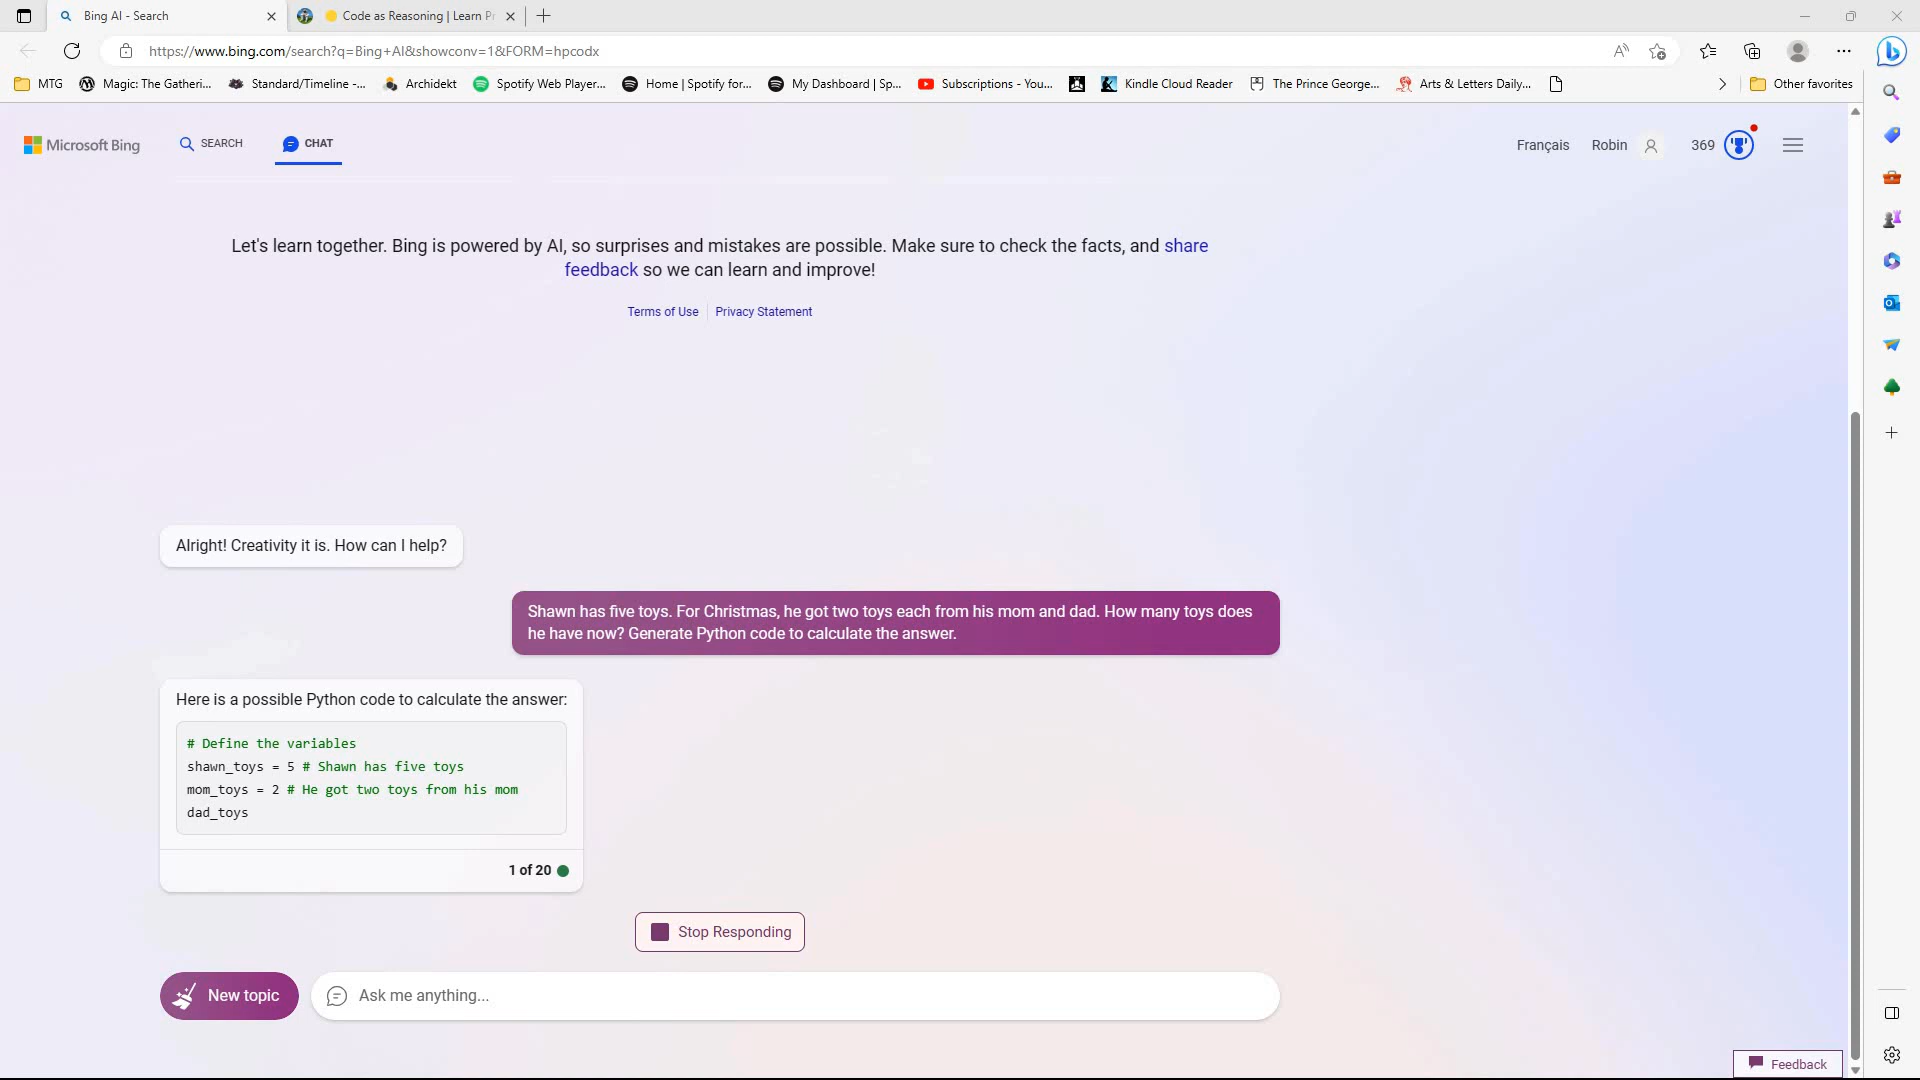 Bing AI - Search
Code as Reasoning | Learn Pr
https://www.bing.com/search?q=Bing+AI&showconv=1&FORM=hpcodx
MTG
Magic: The Gatheri...
Standard/Timeline -...
Archidekt
Spotify Web Player...
Home | Spotify for...
My Dashboard | Sp...
Subscriptions - You...
Kindle Cloud Reader
The Prince George...
Arts & Letters Daily...
Other favorites
Microsoft Bing
SEARCH
CHAT
Français
Robin
369
Let's learn together. Bing is powered by AI, so surprises and mistakes are possible. Make sure to check the facts, and share
feedback so we can learn and improve!
Terms of Use
Privacy Statement
Alright! Creativity it is. How can I help?
Shawn has five toys. For Christmas, he got two toys each from his mom and dad. How many toys does
he have now? Generate Python code to calculate the answer.
Here is a possible Python code to calculate the answer:
# Define the variables
shawn_toys = 5 # Shawn has five toys
mom_toys = 2 # He got two toys from his mom
dad_toys
1 of 20
Stop Responding
New topic
Ask me anything...
Feedback